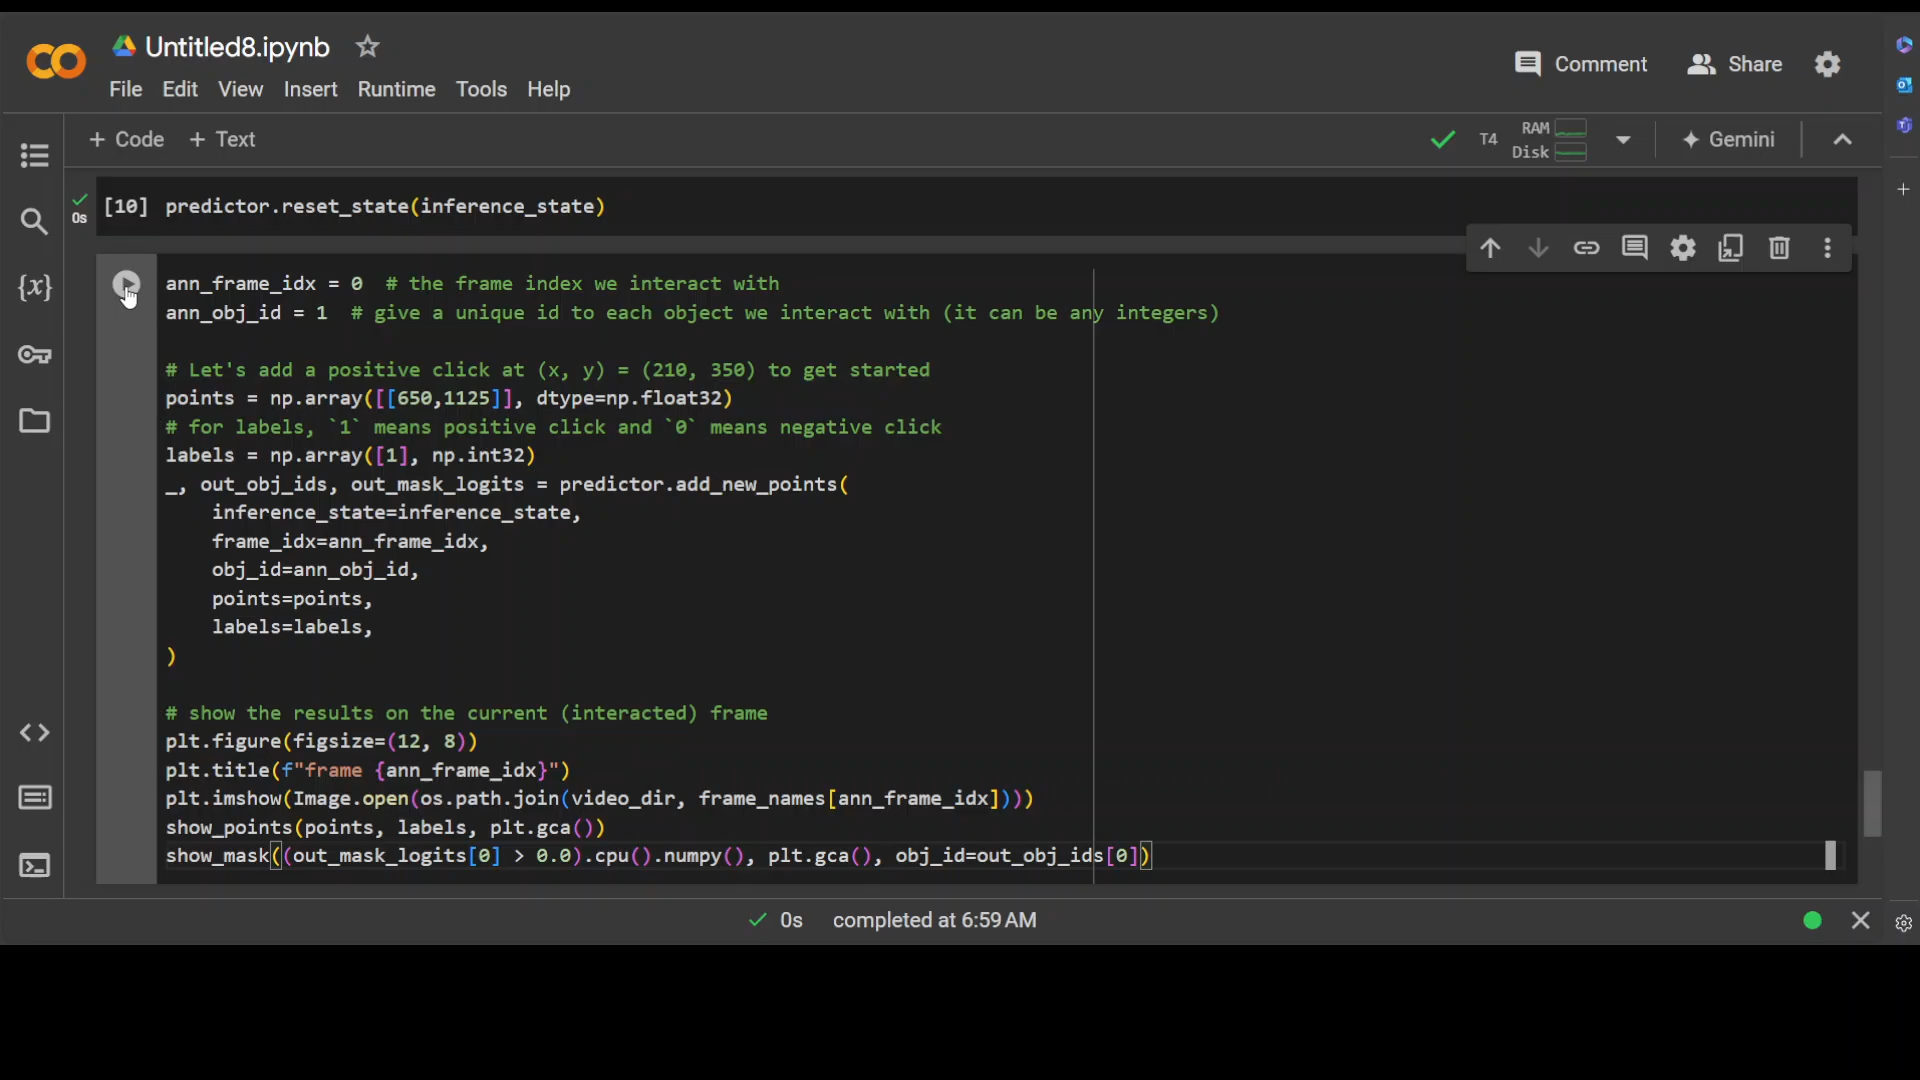 Untitled8.ipynb
File Edit View Insert Runtime Tools Help
Comment Share
+ Code + Text
T4 RAM Disk Gemini
0s [10] predictor.reset_state(inference_state)
ann_frame_idx = 0  # the frame index we interact with
ann_obj_id = 1  # give a unique id to each object we interact with (it can be any integers)
# Let's add a positive click at (x, y) = (210, 350) to get started
points = np.array([[650,1125]], dtype=np.float32)
# for labels, `1` means positive click and `0` means negative click
labels = np.array([1], np.int32)
_, out_obj_ids, out_mask_logits = predictor.add_new_points(
    inference_state=inference_state,
    frame_idx=ann_frame_idx,
    obj_id=ann_obj_id,
    points=points,
    labels=labels,
)
# show the results on the current (interacted) frame
plt.figure(figsize=(12, 8))
plt.title(f"frame {ann_frame_idx}")
plt.imshow(Image.open(os.path.join(video_dir, frame_names[ann_frame_idx])))
show_points(points, labels, plt.gca())
show_mask((out_mask_logits[0] > 0.0).cpu().numpy(), plt.gca(), obj_id=out_obj_ids[0])
0s completed at 6:59 AM